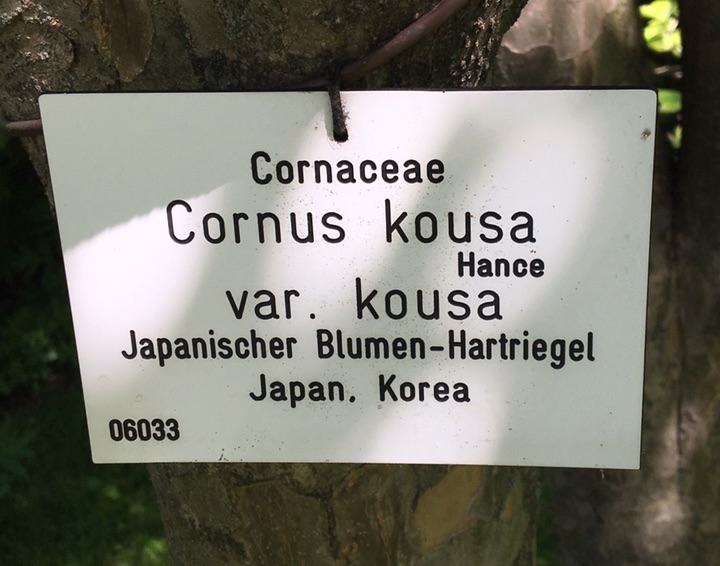 Cornaceae
Cornus kousa
Hance
var. kousa
Japanischer Blumen-Hartriegel
Japan, Korea
06033